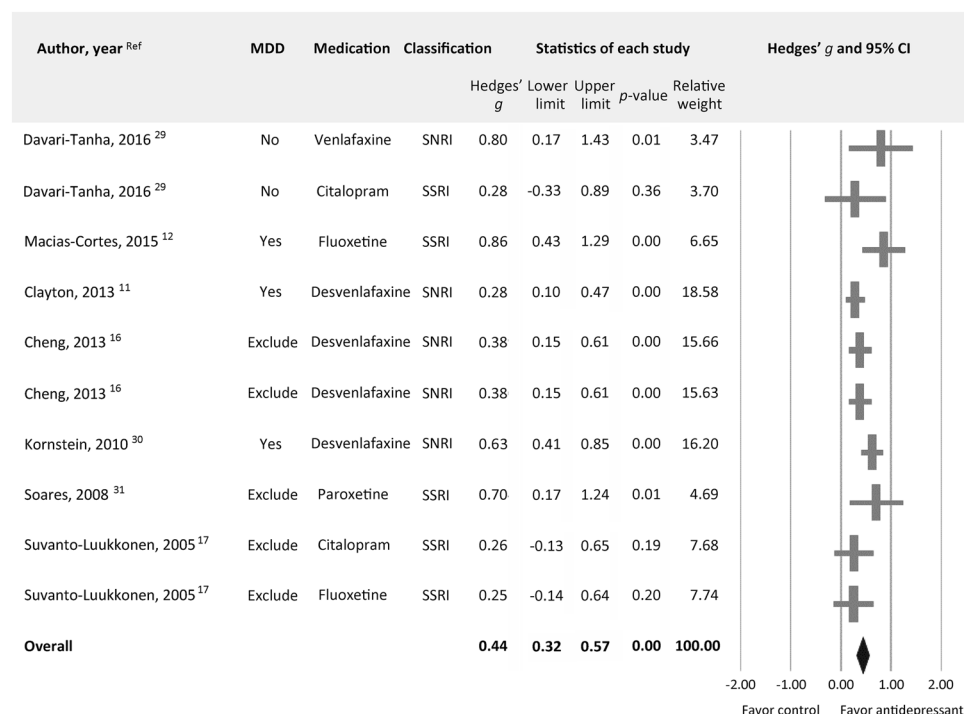 Author, year Ref MDD Medication Classification Statistics of each study Hedges’ g and 95% CI
Hedges’ Lower Upper p-value Relative
g limit limit weight
Davari-Tanha, 2016 29 No Venlafaxine SNRI 0.80 0.17 1.43 0.01 3.47
Davari-Tanha, 2016 29 No Citalopram SSRI 0.28 -0.33 0.89 0.36 3.70
Macias-Cortes, 2015 12 Yes Fluoxetine SSRI 0.86 0.43 1.29 0.00 6.65
Clayton, 2013 11 Yes Desvenlafaxine SNRI 0.28 0.10 0.47 0.00 18.58
Cheng, 2013 16 Exclude Desvenlafaxine SNRI 0.38 0.15 0.61 0.00 15.66
Cheng, 2013 16 Exclude Desvenlafaxine SNRI 0.38 0.15 0.61 0.00 15.63
Kornstein, 2010 30 Yes Desvenlafaxine SNRI 0.63 0.41 0.85 0.00 16.20
Soares, 2008 31 Exclude Paroxetine SSRI 0.70 0.17 1.24 0.01 4.69
Suvanto-Luukkonen, 2005 17 Exclude Citalopram SSRI 0.26 -0.13 0.65 0.19 7.68
Suvanto-Luukkonen, 2005 17 Exclude Fluoxetine SSRI 0.25 -0.14 0.64 0.20 7.74
Overall 0.44 0.32 0.57 0.00 100.00
-2.00 -1.00 0.00 1.00 2.00
Favor control Favor antidepressant